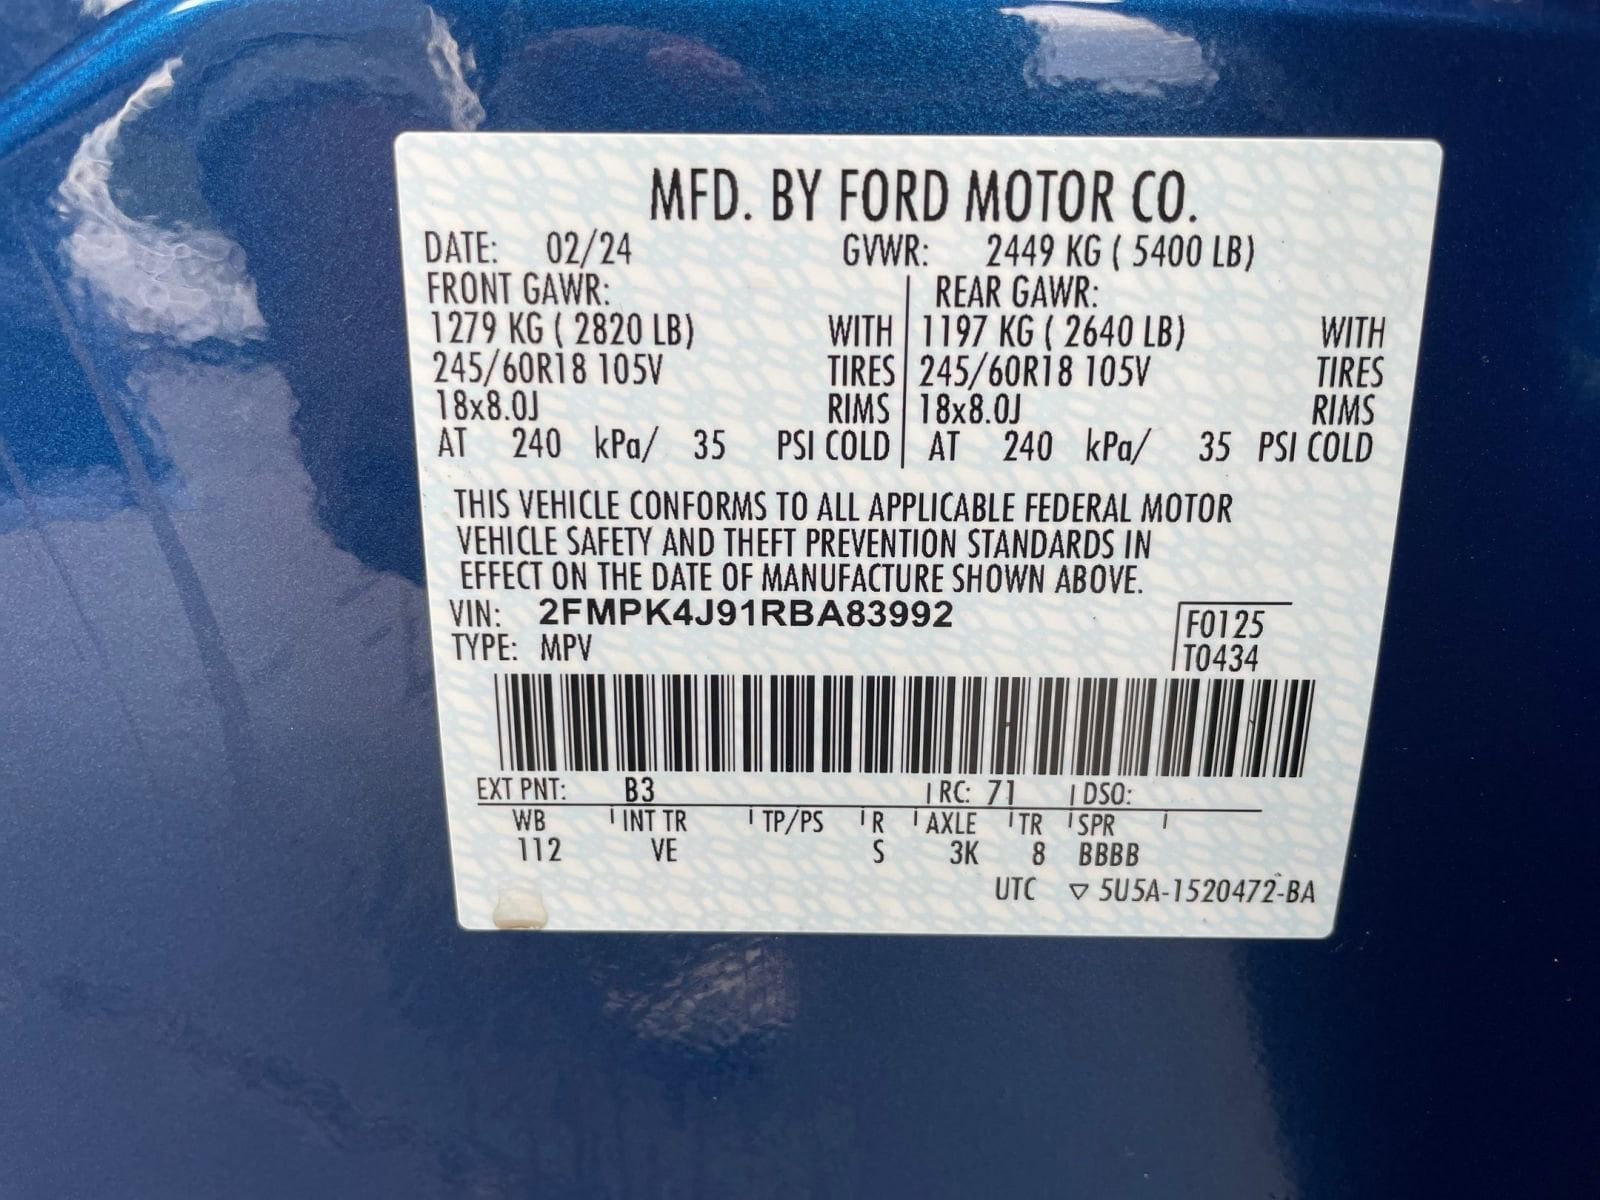 MFD. BY FORD MOTOR CO.
DATE: 02/24 GVWR: 2449 KG ( 5400 LB)
FRONT GAWR: REAR GAWR:
1279 KG ( 2820 LB) WITH 1197 KG ( 2640 LB) WITH
245/60R18 105V TIRES 245/60R18 105V TIRES
18x8.0J RIMS 18x8.0J RIMS
AT 240 kPa/ 35 PSI COLD AT 240 kPa/ 35 PSI COLD
THIS VEHICLE CONFORMS TO ALL APPLICABLE FEDERAL MOTOR
VEHICLE SAFETY AND THEFT PREVENTION STANDARDS IN
EFFECT ON THE DATE OF MANUFACTURE SHOWN ABOVE.
VIN: 2FMPK4J91RBA83992 F0125
TYPE: MPV T0434
EXT PNT: B3 RC: 71 DSO:
WB INT TR TP/PS R AXLE TR SPR
112 VE S 3K 8 BBBB
UTC ▽ 5U5A-1520472-BA